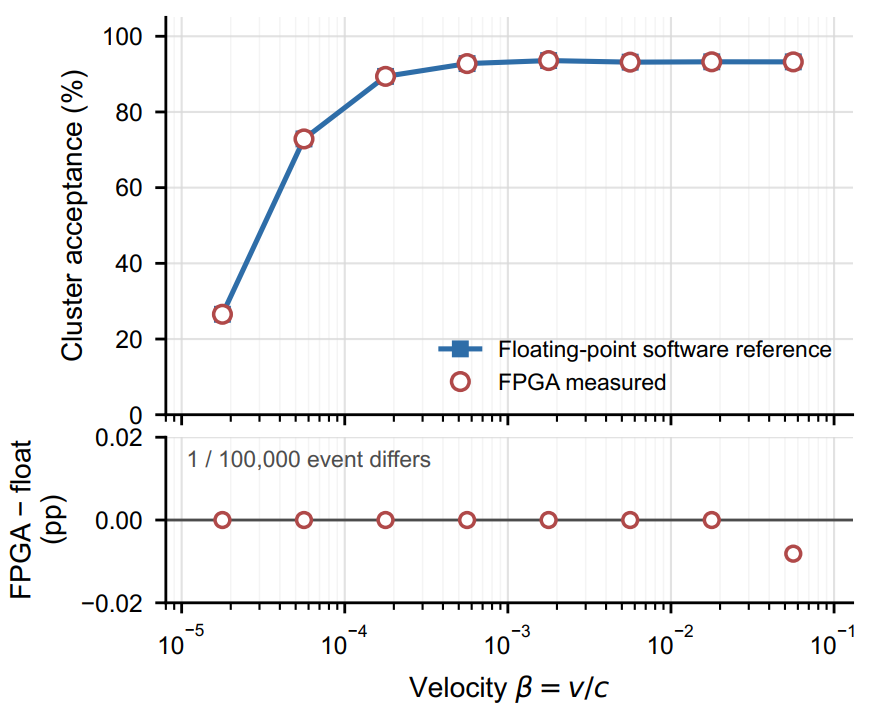 100
80
60
40
20
0
Cluster acceptance (%)
Floating-point software reference
FPGA measured
0.02
0.00
−0.02
FPGA − float
(pp)
1 / 100,000 event differs
10⁻⁵
10⁻⁴
10⁻³
10⁻²
10⁻¹
Velocity β = v/c